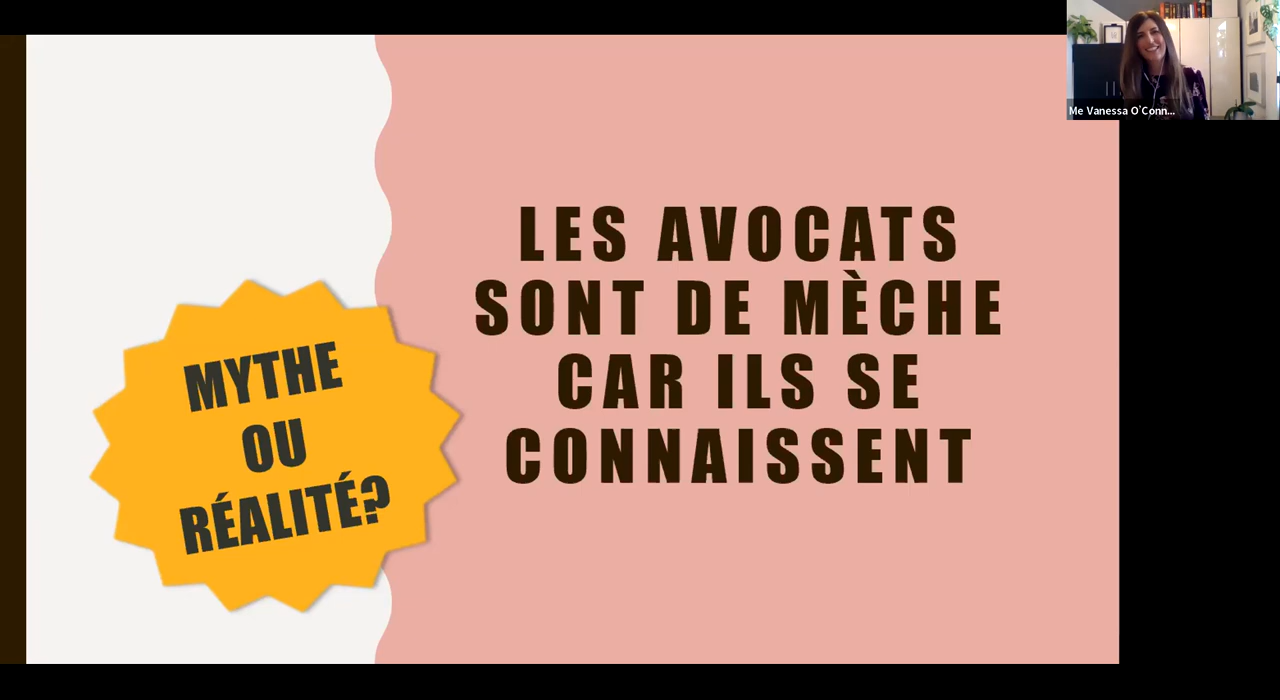 Me Vanessa O'Conn...
LES AVOCATS
SONT DE MÈCHE
CAR ILS SE
CONNAISSENT
MYTHE
OU
RÉALITÉ?